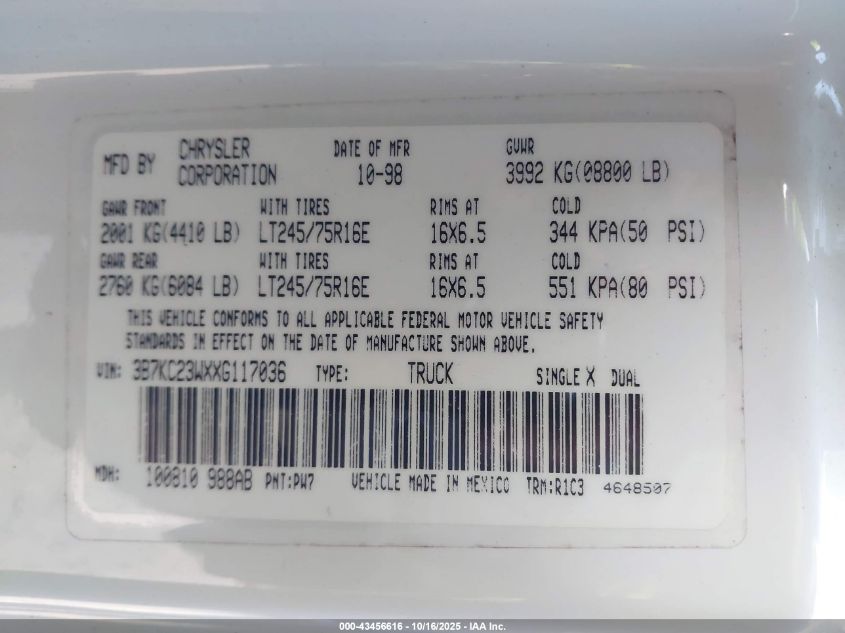 MFD BY CHRYSLER CORPORATION DATE OF MFR 10-98 GVWR 3992 KG(08800 LB)
GAWR FRONT WITH TIRES RIMS AT COLD
2001 KG(4410 LB) LT245/75R16E 16X6.5 344 KPA(50 PSI)
GAWR REAR WITH TIRES RIMS AT COLD
2760 KG(6084 LB) LT245/75R16E 16X6.5 551 KPA(80 PSI)
THIS VEHICLE CONFORMS TO ALL APPLICABLE FEDERAL MOTOR VEHICLE SAFETY
STANDARDS IN EFFECT ON THE DATE OF MANUFACTURE SHOWN ABOVE.
VIN: 3B7KC23WXXG117036 TYPE: TRUCK SINGLE X DUAL
MDH: 100810 988AB PNT:PW7 VEHICLE MADE IN MEXICO TRM:R1C3 4648507
000-43456616 - 10/16/2025 - IAA Inc.